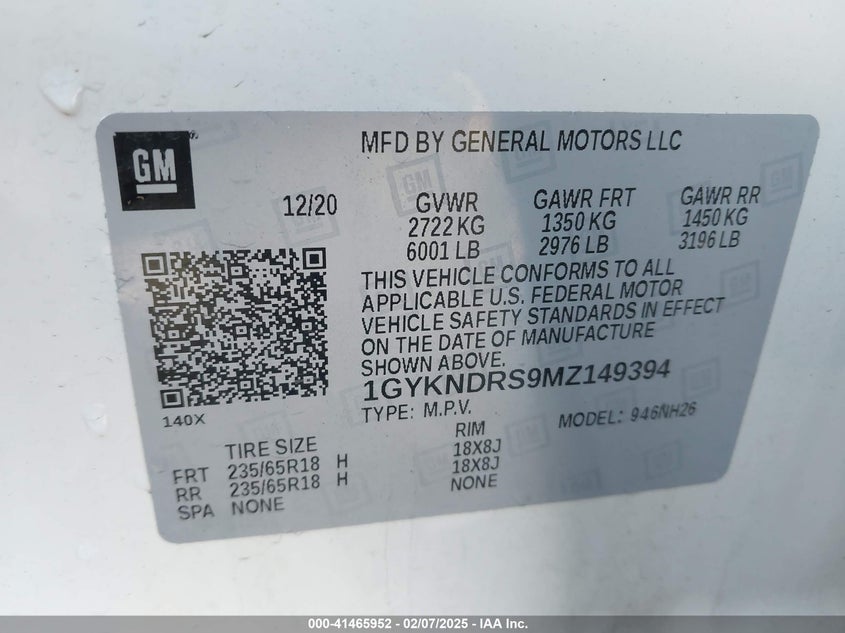 GM
MFD BY GENERAL MOTORS LLC
12/20
GVWR
2722 KG
6001 LB
GAWR FRT
1350 KG
2976 LB
GAWR RR
1450 KG
3196 LB
THIS VEHICLE CONFORMS TO ALL
APPLICABLE U.S. FEDERAL MOTOR
VEHICLE SAFETY STANDARDS IN EFFECT
ON THE DATE OF MANUFACTURE
SHOWN ABOVE.
1GYKNDRS9MZ149394
TYPE: M.P.V.
MODEL: 946NH26
140X
TIRE SIZE
RIM
FRT 235/65R18 H 18X8J
RR 235/65R18 H 18X8J
SPA NONE NONE
000-41465952 - 02/07/2025 - IAA Inc.